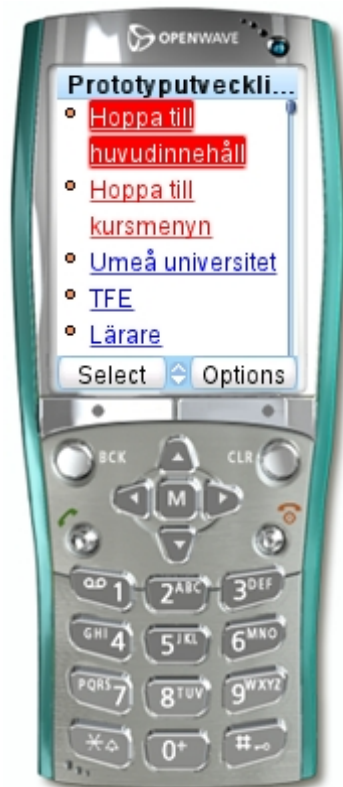 OPENWAVE
Prototyputveckli...
Hoppa till
huvudinnehåll
Hoppa till
kursmenyn
Umeå universitet
TFE
Lärare
Select Options
BCK CLR
M
1 2ABC 3DEF
GHI4 5JKL 6MNO
PQRS7 8TUV 9WXYZ
* 0+ #